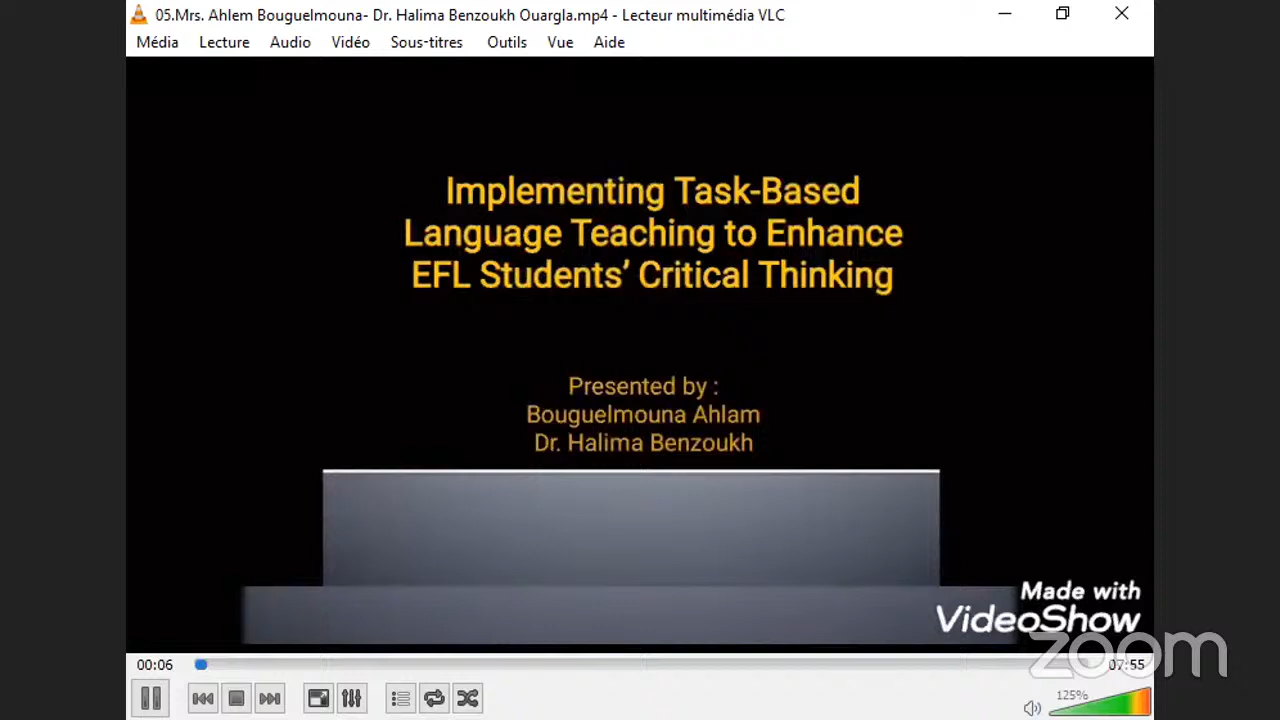 05.Mrs. Ahlem Bouguelmouna- Dr. Halima Benzoukh Ouargla.mp4 - Lecteur multimédia VLC
Média Lecture Audio Vidéo Sous-titres Outils Vue Aide
Implementing Task-Based
Language Teaching to Enhance
EFL Students’ Critical Thinking
Presented by :
Bouguelmouna Ahlam
Dr. Halima Benzoukh
Made with
VideoShow
zoom
00:06 07:55
125%